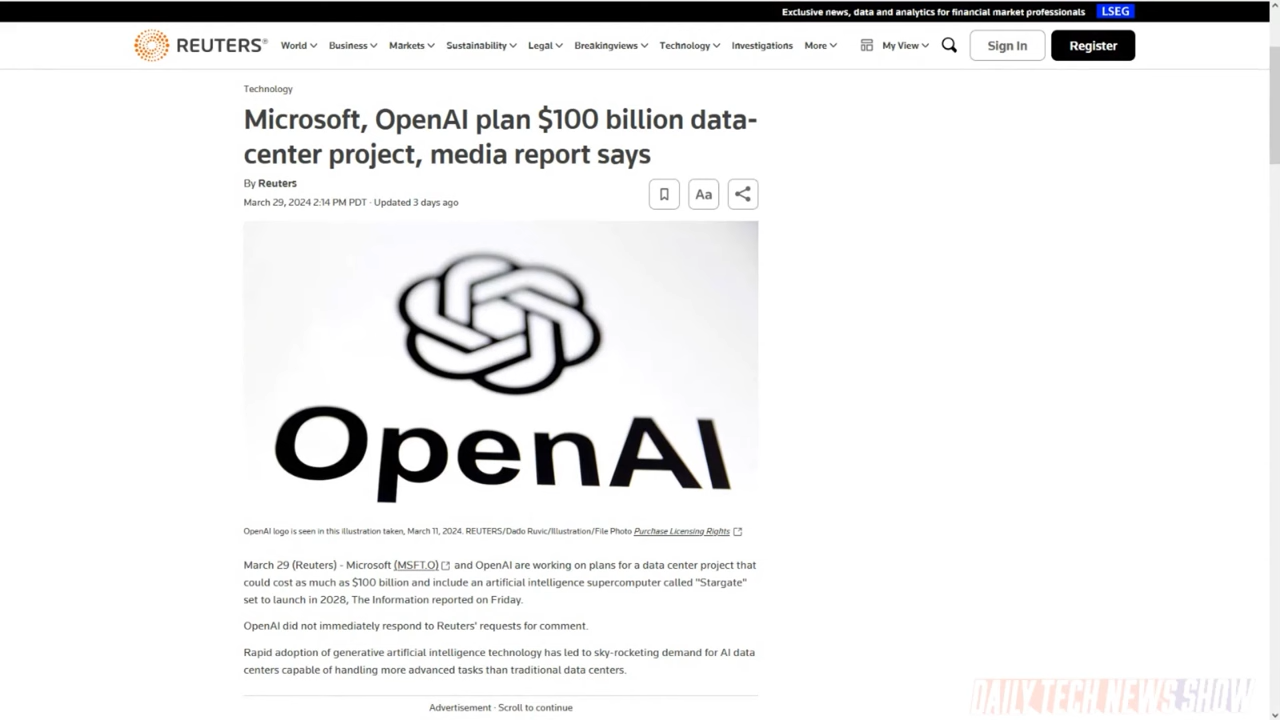 Exclusive news, data and analytics for financial market professionals LSEG
REUTERS® World Business Markets Sustainability Legal Breakingviews Technology Investigations More My View Sign In Register
Technology
Microsoft, OpenAI plan $100 billion data-
center project, media report says
By Reuters
March 29, 2024 2:14 PM PDT · Updated 3 days ago
Aa
OpenAI
OpenAI logo is seen in this illustration taken, March 11, 2024. REUTERS/Dado Ruvic/Illustration/File Photo Purchase Licensing Rights
March 29 (Reuters) - Microsoft (MSFT.O) and OpenAI are working on plans for a data center project that
could cost as much as $100 billion and include an artificial intelligence supercomputer called "Stargate"
set to launch in 2028, The Information reported on Friday.
OpenAI did not immediately respond to Reuters' requests for comment.
Rapid adoption of generative artificial intelligence technology has led to sky-rocketing demand for AI data
centers capable of handling more advanced tasks than traditional data centers.
Advertisement · Scroll to continue
DAILY TECH NEWS SHOW